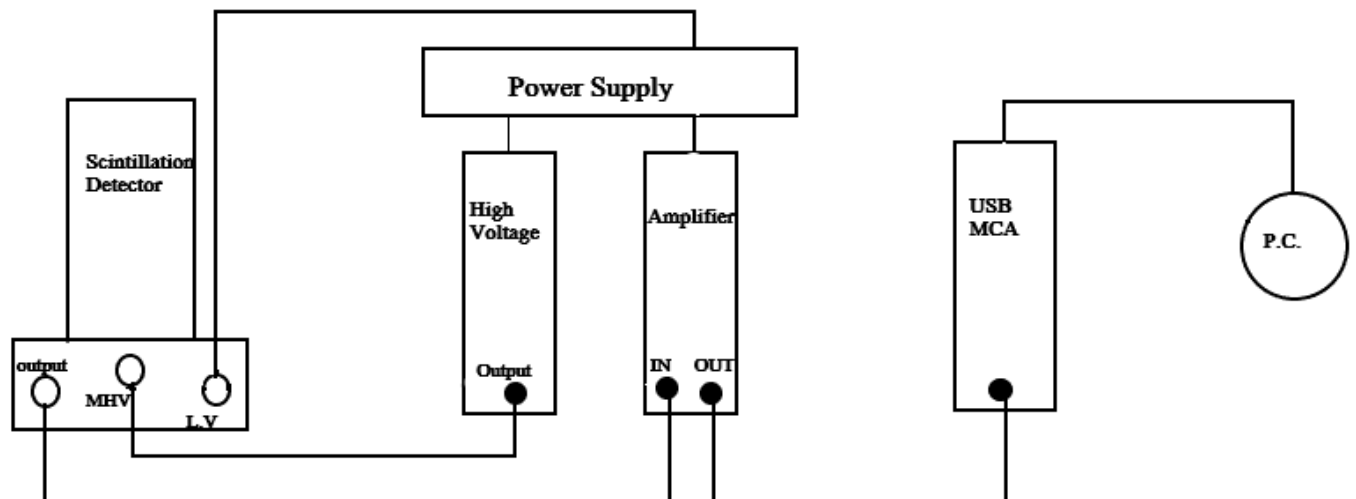 Power Supply
Scintillation
Detector
High
Voltage
Amplifier
USB
MCA
P.C.
output
MHV
L.V
Output
IN
OUT